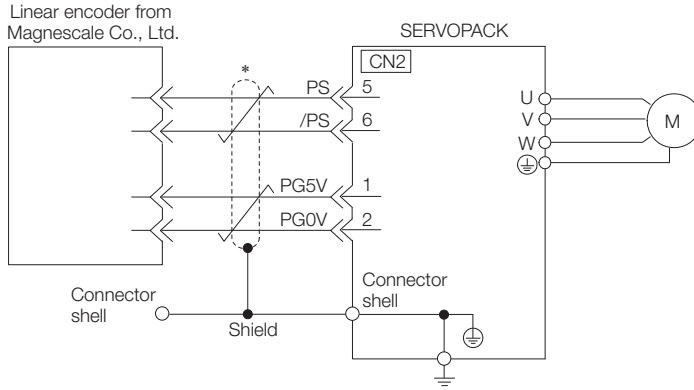 Linear encoder from
Magnescale Co., Ltd.
SERVOPACK
CN2
*
PS 5
/PS 6
PG5V 1
PG0V 2
U
V
W
M
Connector
shell
Shield
Connector
shell